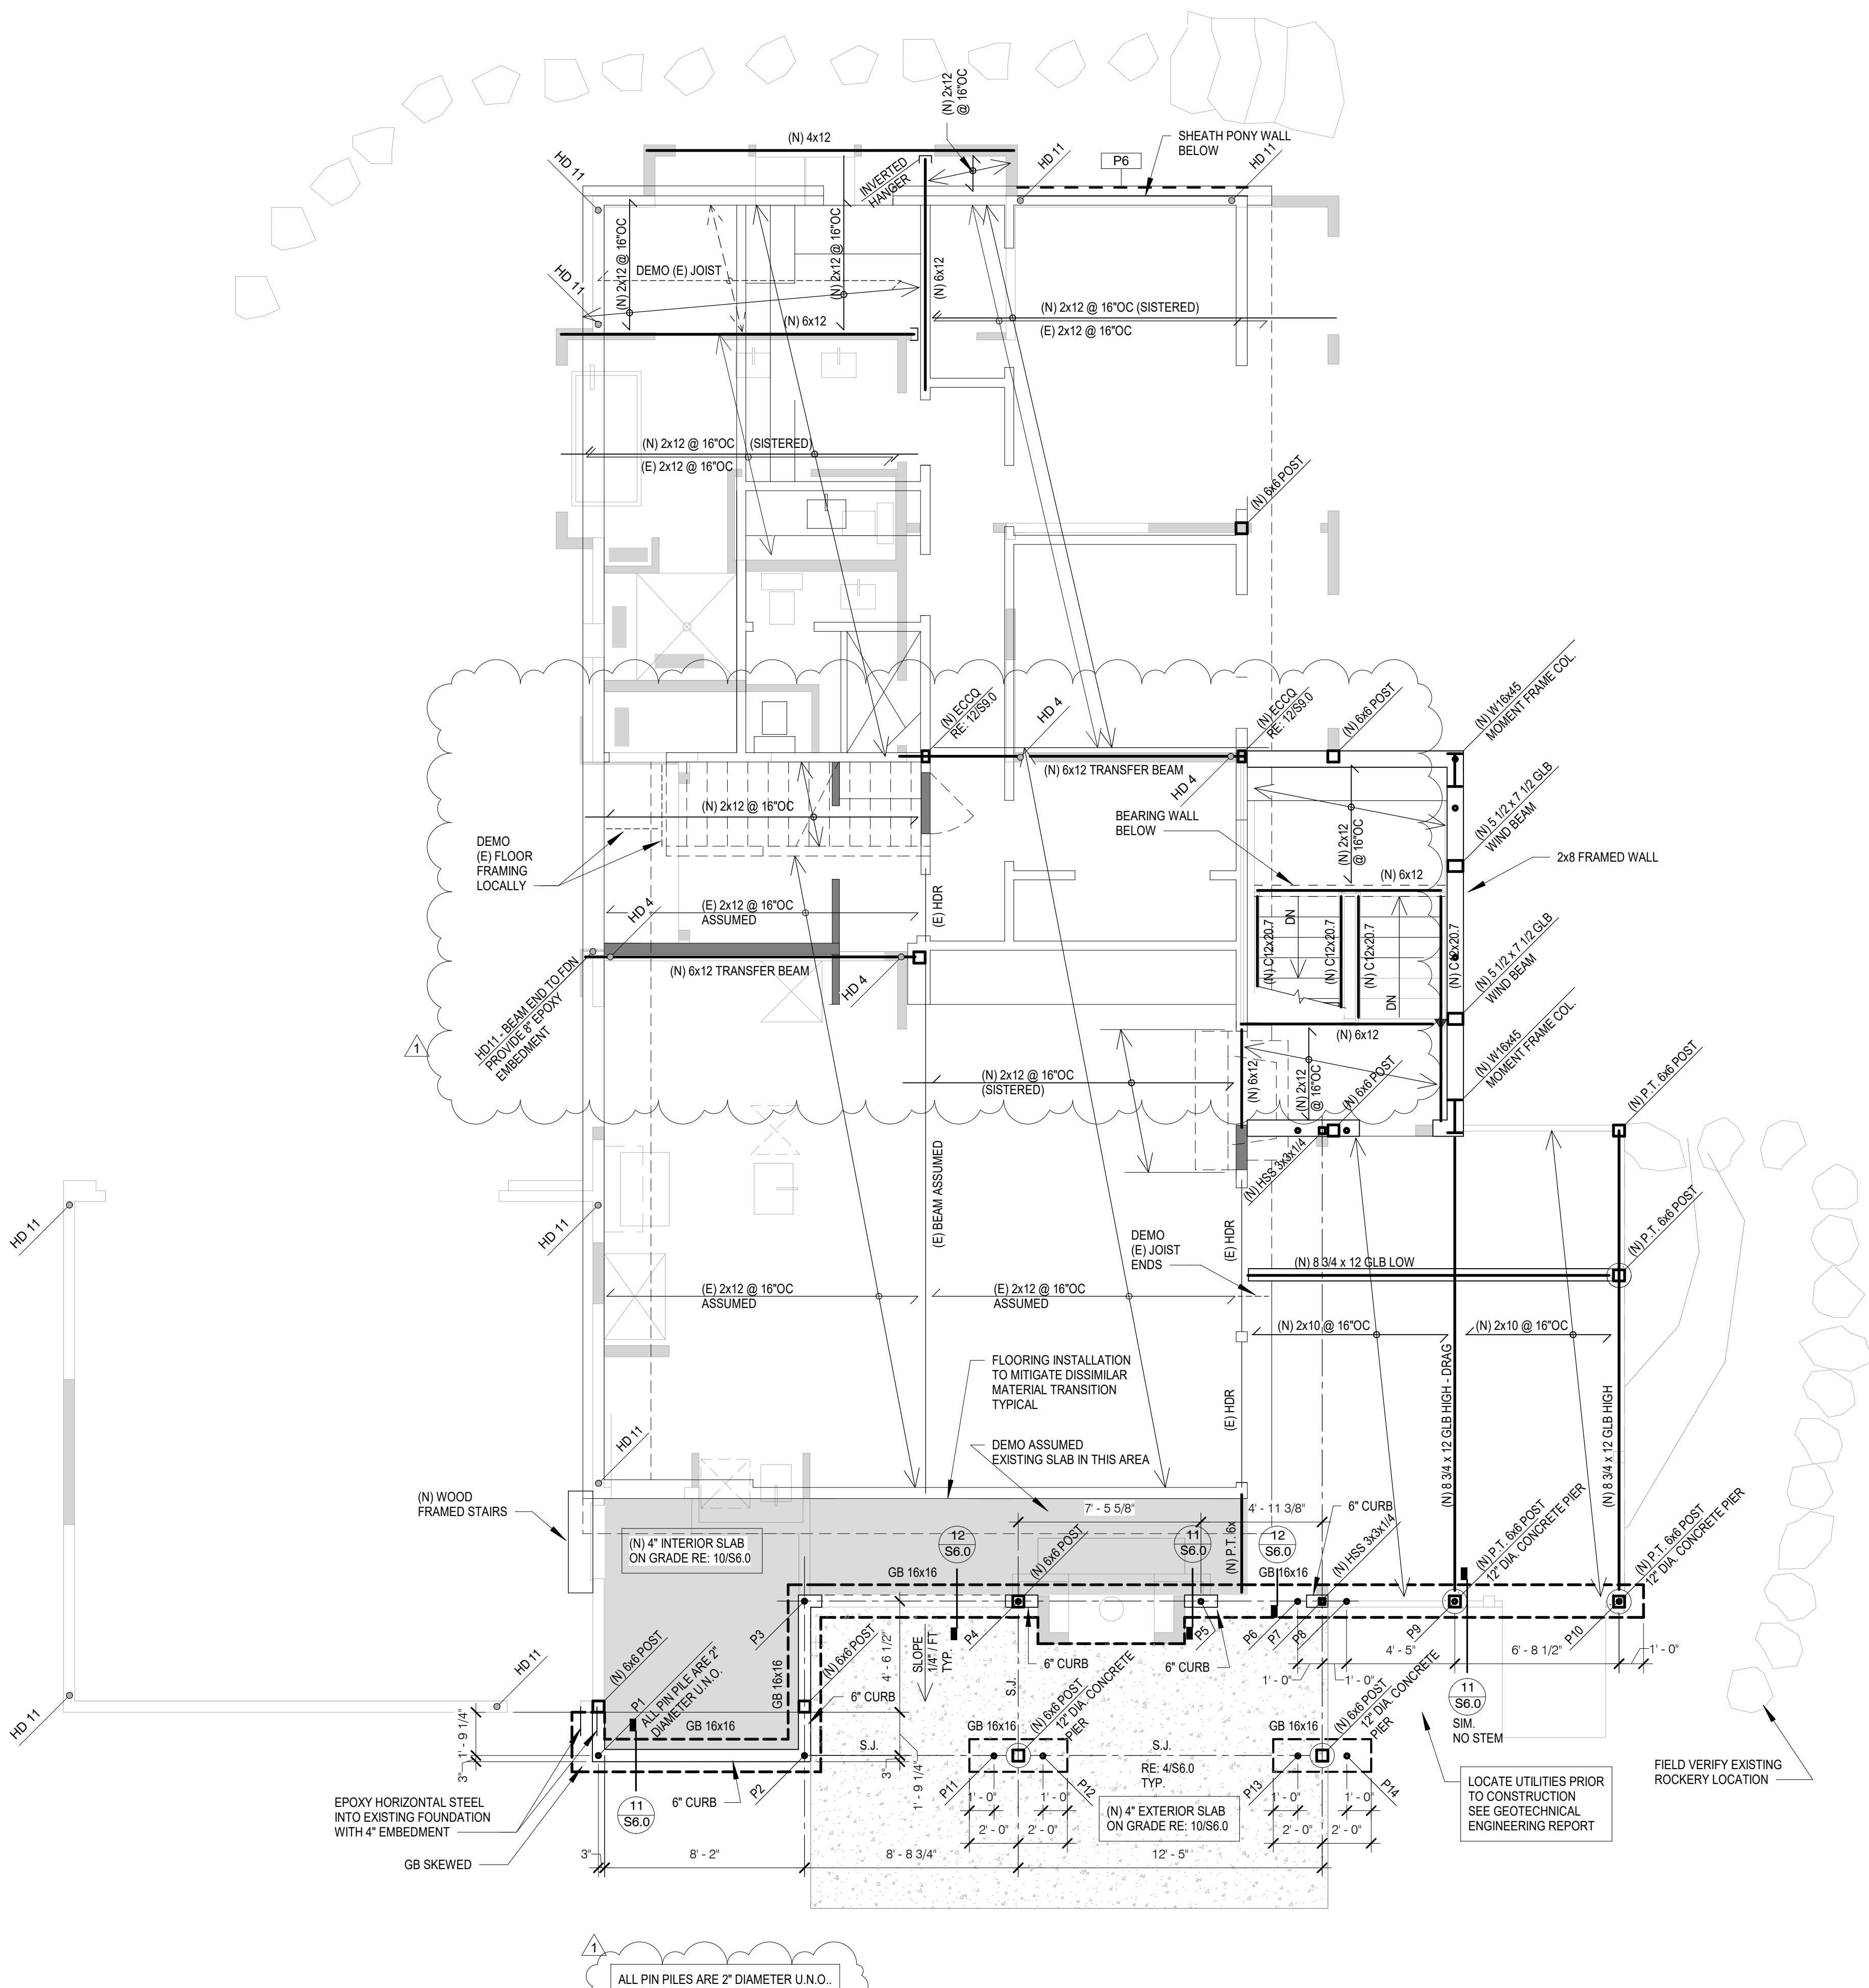 (N) 2x12
@ 16"OC
(N) 4x12
SHEATH PONY WALL
BELOW
P6
HD 11
HD 11
HD 11
INVERTED
HANGER
(N) 2x12 @ 16"OC
(N) 2x12 @ 16"OC
DEMO (E) JOIST
HD 11
(N) 6x12
(N) 6x12
(N) 2x12 @ 16"OC (SISTERED)
(E) 2x12 @ 16"OC
(N) 2x12 @ 16"OC (SISTERED)
(E) 2x12 @ 16"OC
(N) 6x6 POST
(N) ECCQ
RE: 12/S9.0
HD 4
(N) ECCQ
RE: 12/S9.0
(N) 6x6 POST
(N) W16x45
MOMENT FRAME COL.
(N) 6x12 TRANSFER BEAM
HD 4
(N) 2x12 @ 16"OC
BEARING WALL
BELOW
(N) 2x12
@ 16"OC
(N) 5 1/2 x 7 1/2 GLB
WIND BEAM
2x8 FRAMED WALL
DEMO
(E) FLOOR
FRAMING
LOCALLY
(N) 6x12
(E) 2x12 @ 16"OC
ASSUMED
HD 4
(E) HDR
DN
(N) C12x20.7
(N) C12x20.7
(N) C12x20.7
DN
(N) C12x20.7
(N) 5 1/2 x 7 1/2 GLB
WIND BEAM
(N) 6x12 TRANSFER BEAM
HD 4
HD11 - BEAM END TO FDN
PROVIDE 8" EPOXY
EMBEDMENT
1
(N) 6x12
(N) W16x45
MOMENT FRAME COL.
(N) 2x12 @ 16"OC
(SISTERED)
(N) 6x12
(N) 2x12
@ 16"OC
(N) 6x6 POST
(N) P.T. 6x6 POST
(N) HSS 3x3x1/4
(E) BEAM ASSUMED
HD 11
HD 11
(E) HDR
DEMO
(E) JOIST
ENDS
(N) P.T. 6x6 POST
(N) 8 3/4 x 12 GLB LOW
(E) 2x12 @ 16"OC
ASSUMED
(E) 2x12 @ 16"OC
ASSUMED
(N) 2x10 @ 16"OC
(N) 2x10 @ 16"OC
FLOORING INSTALLATION
TO MITIGATE DISSIMILAR
MATERIAL TRANSITION
TYPICAL
(E) HDR
(N) 8 3/4 x 12 GLB HIGH - DRAG
(N) 8 3/4 x 12 GLB HIGH
HD 11
DEMO ASSUMED
EXISTING SLAB IN THIS AREA
(N) WOOD
FRAMED STAIRS
7' - 5 5/8"
4' - 11 3/8"
6" CURB
(N) 4" INTERIOR SLAB
ON GRADE RE: 10/S6.0
12
S6.0
(N) 6x6 POST
11
S6.0
(N) P.T. 6x
12
S6.0
(N) HSS 3x3x1/4
(N) P.T. 6x6 POST
12" DIA. CONCRETE PIER
(N) P.T. 6x6 POST
12" DIA. CONCRETE PIER
GB 16x16
GB 16x16
P3
P4
P5
P6
P7
P8
P9
P10
HD 11
HD 11
(N) 6x6 POST
P1
ALL PIN PILE ARE 2"
DIAMETER U.N.O.
GB 16x16
(N) 6x6 POST
4' - 6 1/2"
SLOPE
1/4" / FT
TYP.
6" CURB
6" CURB
6" CURB
1' - 0"
1' - 0"
4' - 5"
6' - 8 1/2"
1' - 0"
11
S6.0
SIM.
NO STEM
GB 16x16
S.J.
S.J.
S.J.
GB 16x16
(N) 6x6 POST
12" DIA. CONCRETE
PIER
GB 16x16
(N) 6x6 POST
12" DIA. CONCRETE
PIER
1' - 9 1/4"
3"
3"
1' - 9 1/4"
RE: 4/S6.0
TYP.
P2
P11
P12
P13
P14
1' - 0"
1' - 0"
1' - 0"
1' - 0"
2' - 0"
2' - 0"
2' - 0"
2' - 0"
(N) 4" EXTERIOR SLAB
ON GRADE RE: 10/S6.0
LOCATE UTILITIES PRIOR
TO CONSTRUCTION
SEE GEOTECHNICAL
ENGINEERING REPORT
FIELD VERIFY EXISTING
ROCKERY LOCATION
EPOXY HORIZONTAL STEEL
INTO EXISTING FOUNDATION
WITH 4" EMBEDMENT
11
S6.0
6" CURB
GB SKEWED
3"
8' - 2"
8' - 8 3/4"
12' - 5"
1
ALL PIN PILES ARE 2" DIAMETER U.N.O..